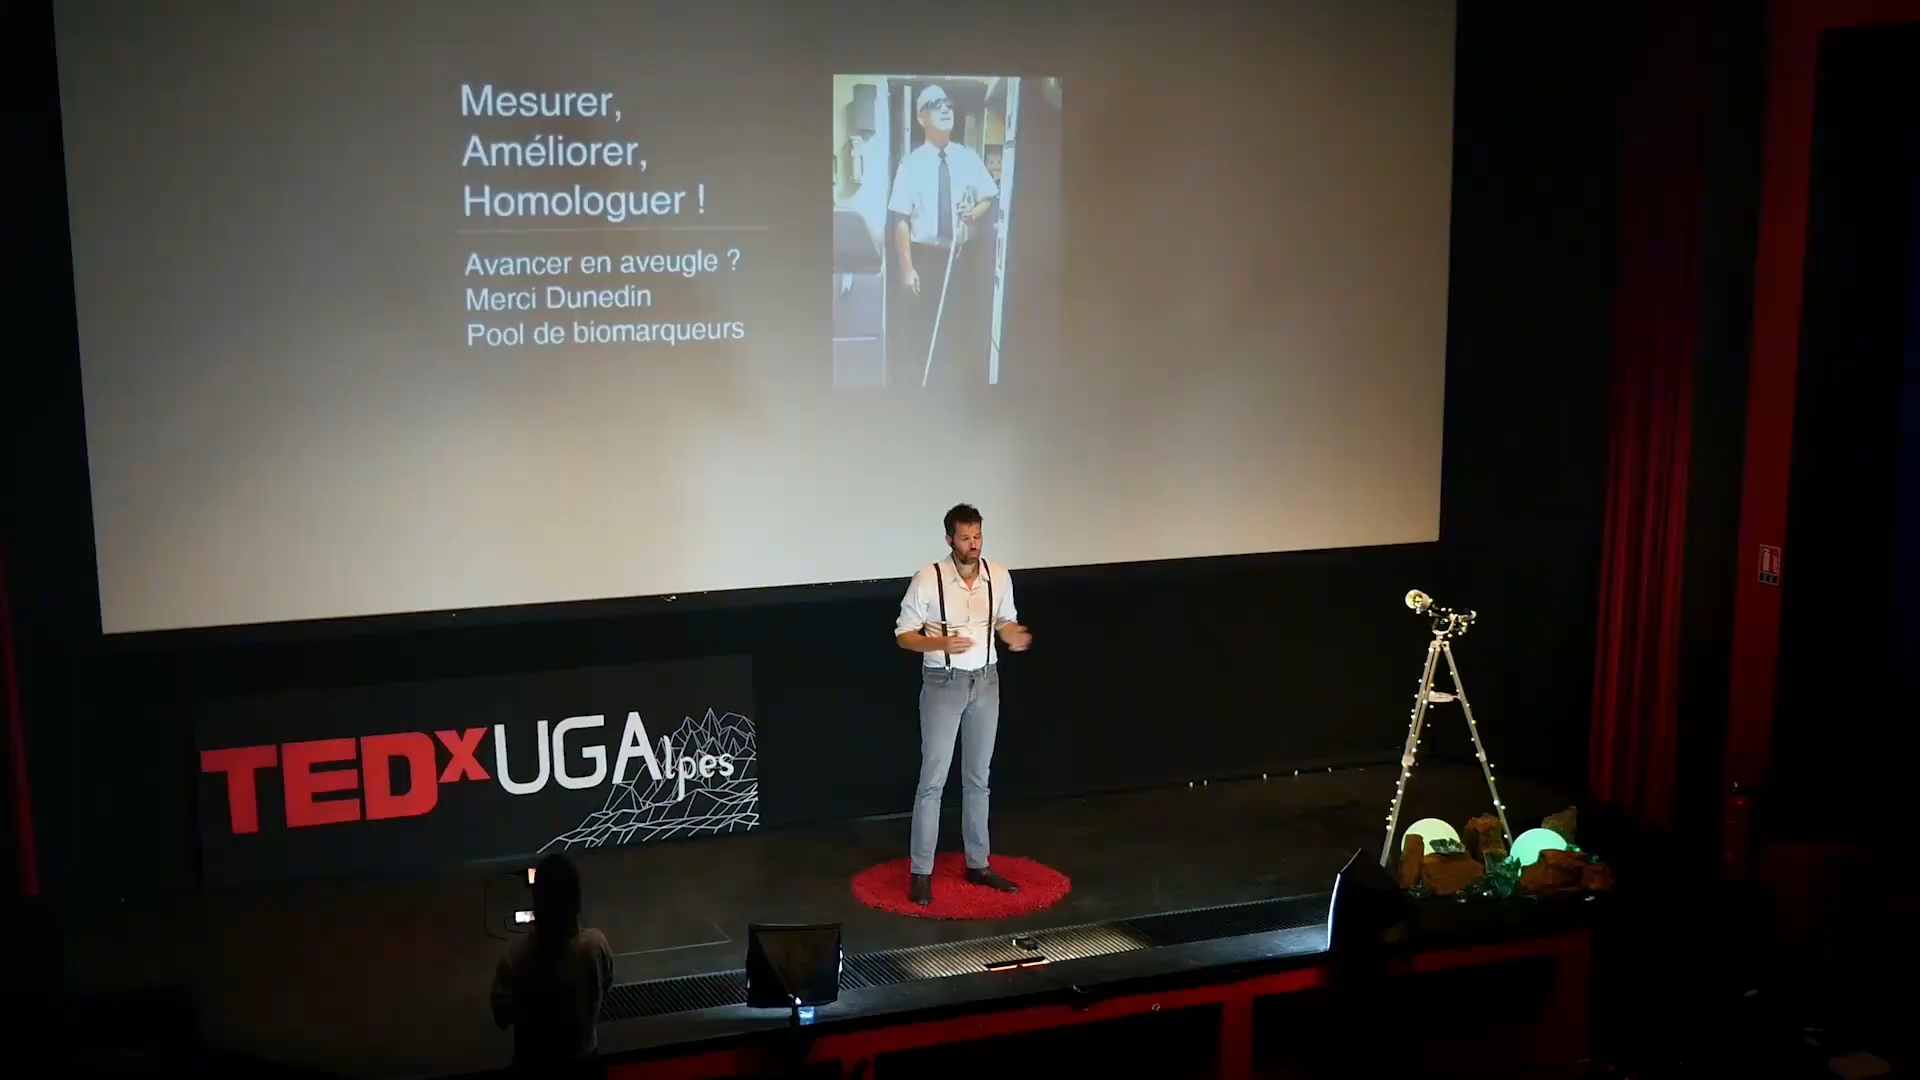 Mesurer,
Améliorer,
Homologuer !
Avancer en aveugle ?
Merci Dunedin
Pool de biomarqueurs
TEDxUGAlpes